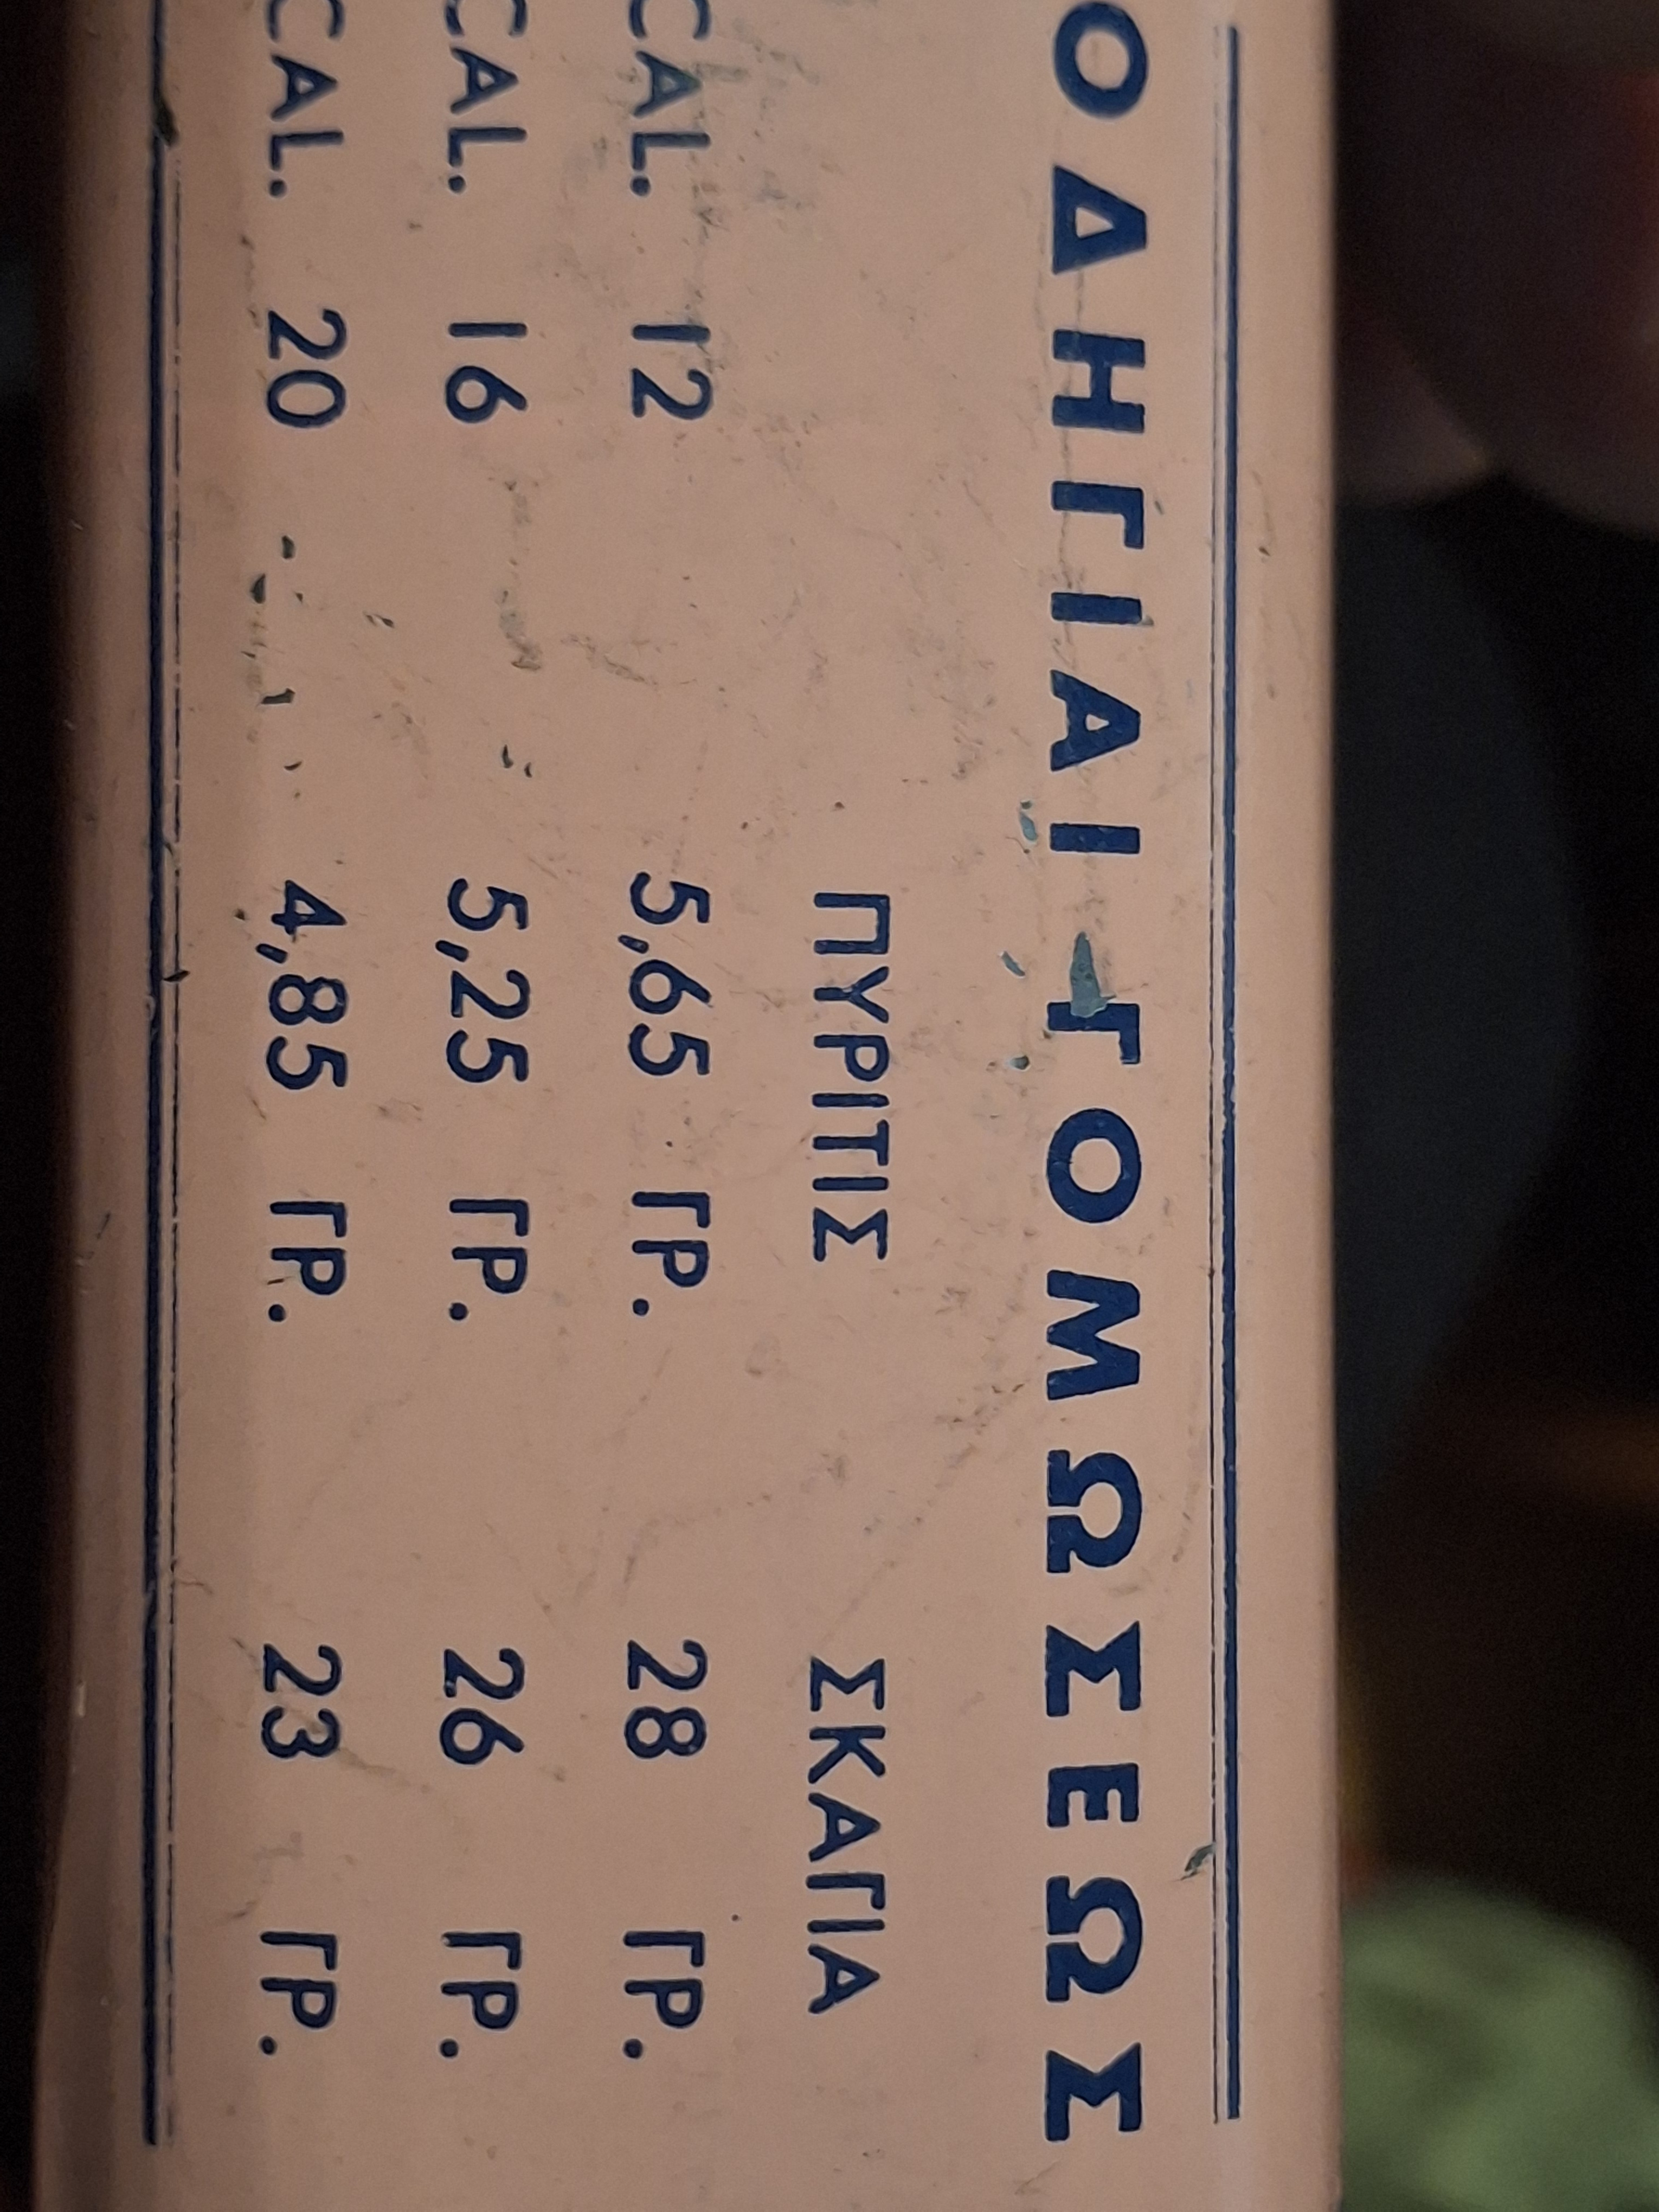 ΟΔΗΓΙΑΙ ΓΟΜΩΣΕΩΣ
ΠΥΡΙΤΙΣ ΣΚΑΓΙΑ
CAL. 12 5,65 ΓΡ. 28 ΓΡ.
CAL. 16 5,25 ΓΡ. 26 ΓΡ.
CAL. 20 4,85 ΓΡ. 23 ΓΡ.